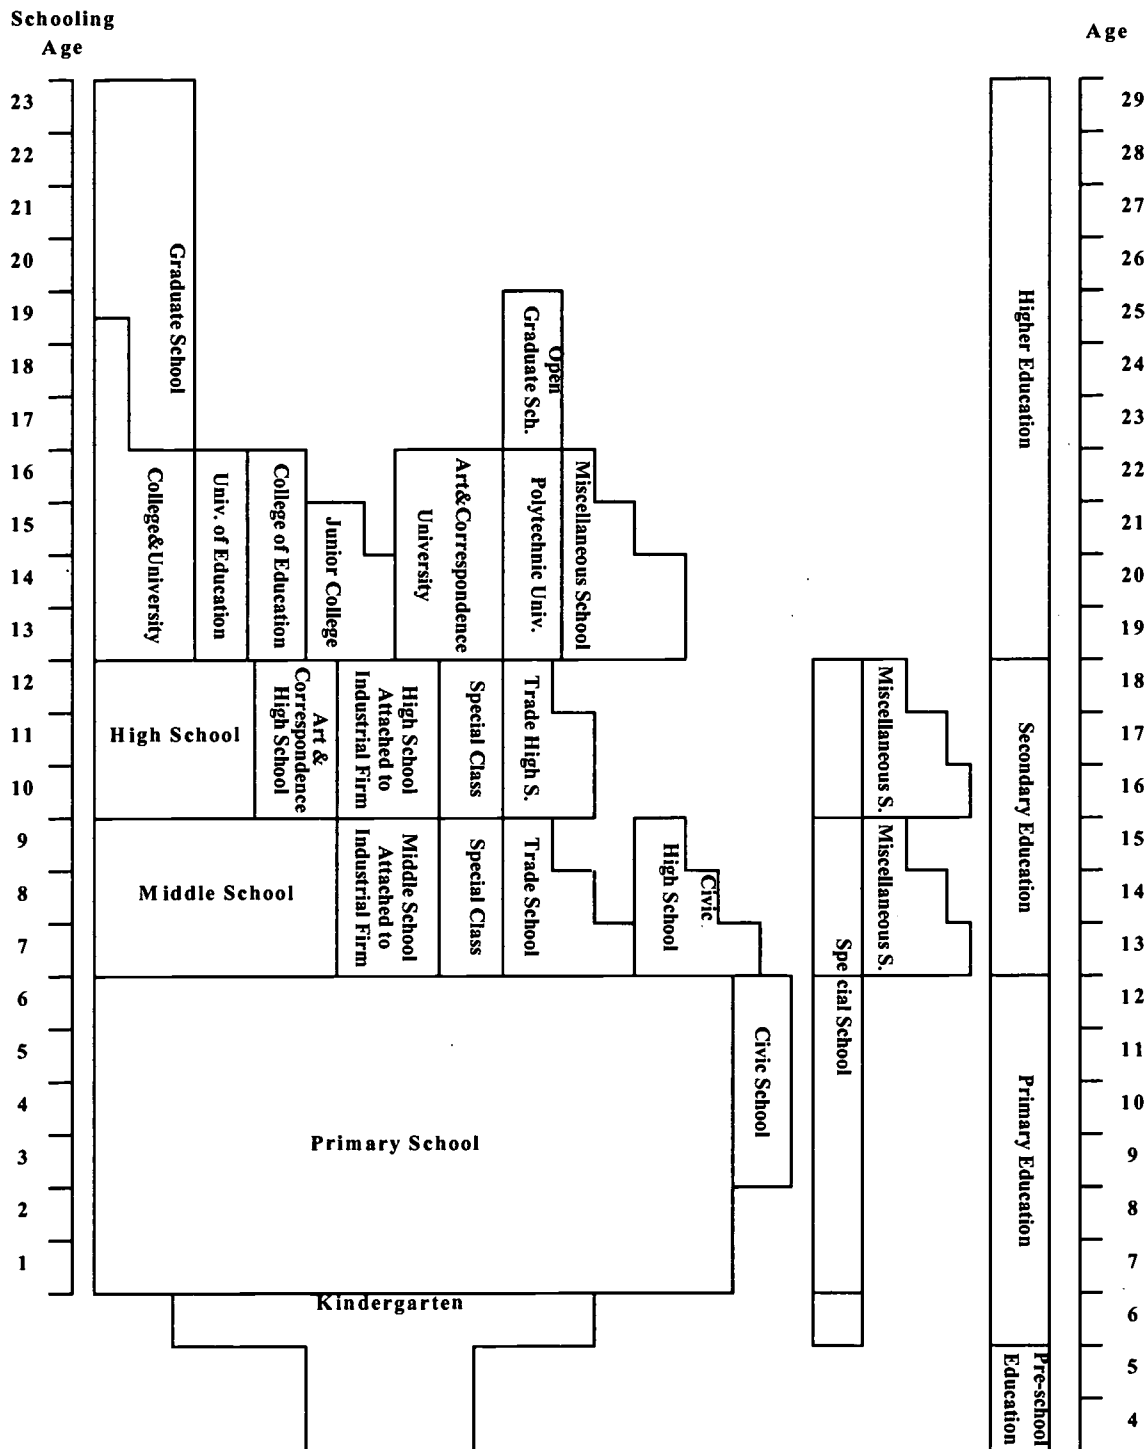 Schooling
Age
Age
23
22
21
20
19
18
17
16
15
14
13
12
11
10
9
8
7
6
5
4
3
2
1
Graduate School
Open
Graduate Sch.
College&University
Univ. of Education
College of Education
Junior College
Art&Correspondence
University
Polytechnic Univ.
Miscellaneous School
High School
Art &
Correspondence
High School
High School
Attached to
Industrial Firm
Special Class
Trade High S.
Miscellaneous S.
Middle School
Middle School
Attached to
Industrial Firm
Special Class
Trade School
Civic
High School
Miscellaneous S.
Special School
Primary School
Civic School
Kindergarten
Higher Education
Secondary Education
Primary Education
Pre-school
Education
29
28
27
26
25
24
23
22
21
20
19
18
17
16
15
14
13
12
11
10
9
8
7
6
5
4